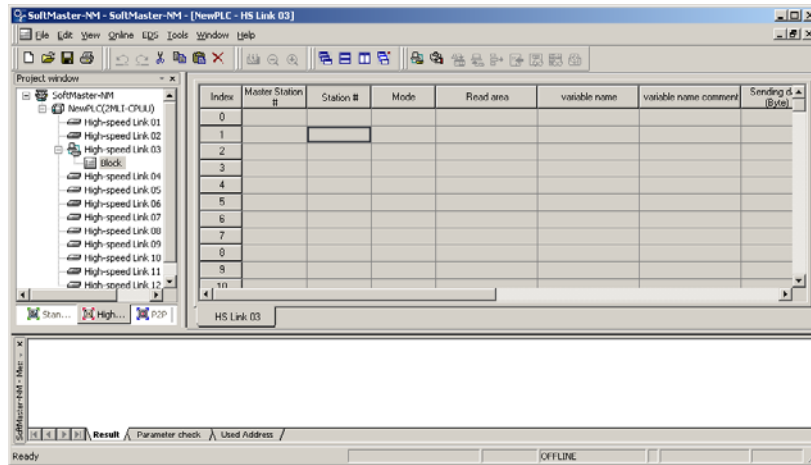 SoftMaster-NM - SoftMaster-NM - [NewPLC - HS Link 03]
File Edit View Online EDS Tools Window Help
Project window
SoftMaster-NM
NewPLC(2MLI-CPUU)
High-speed Link 01
High-speed Link 02
High-speed Link 03
Block
High-speed Link 04
High-speed Link 05
High-speed Link 06
High-speed Link 07
High-speed Link 08
High-speed Link 09
High-speed Link 10
High-speed Link 11
High-speed Link 12
Stan... High... P2P
Index Master Station # Station # Mode Read area variable name variable name comment Sending d (Byte)
0
1
2
3
4
5
6
7
8
9
10
HS Link 03
SoftMaster-NM - Mes
Result Parameter check Used Address
Ready OFFLINE